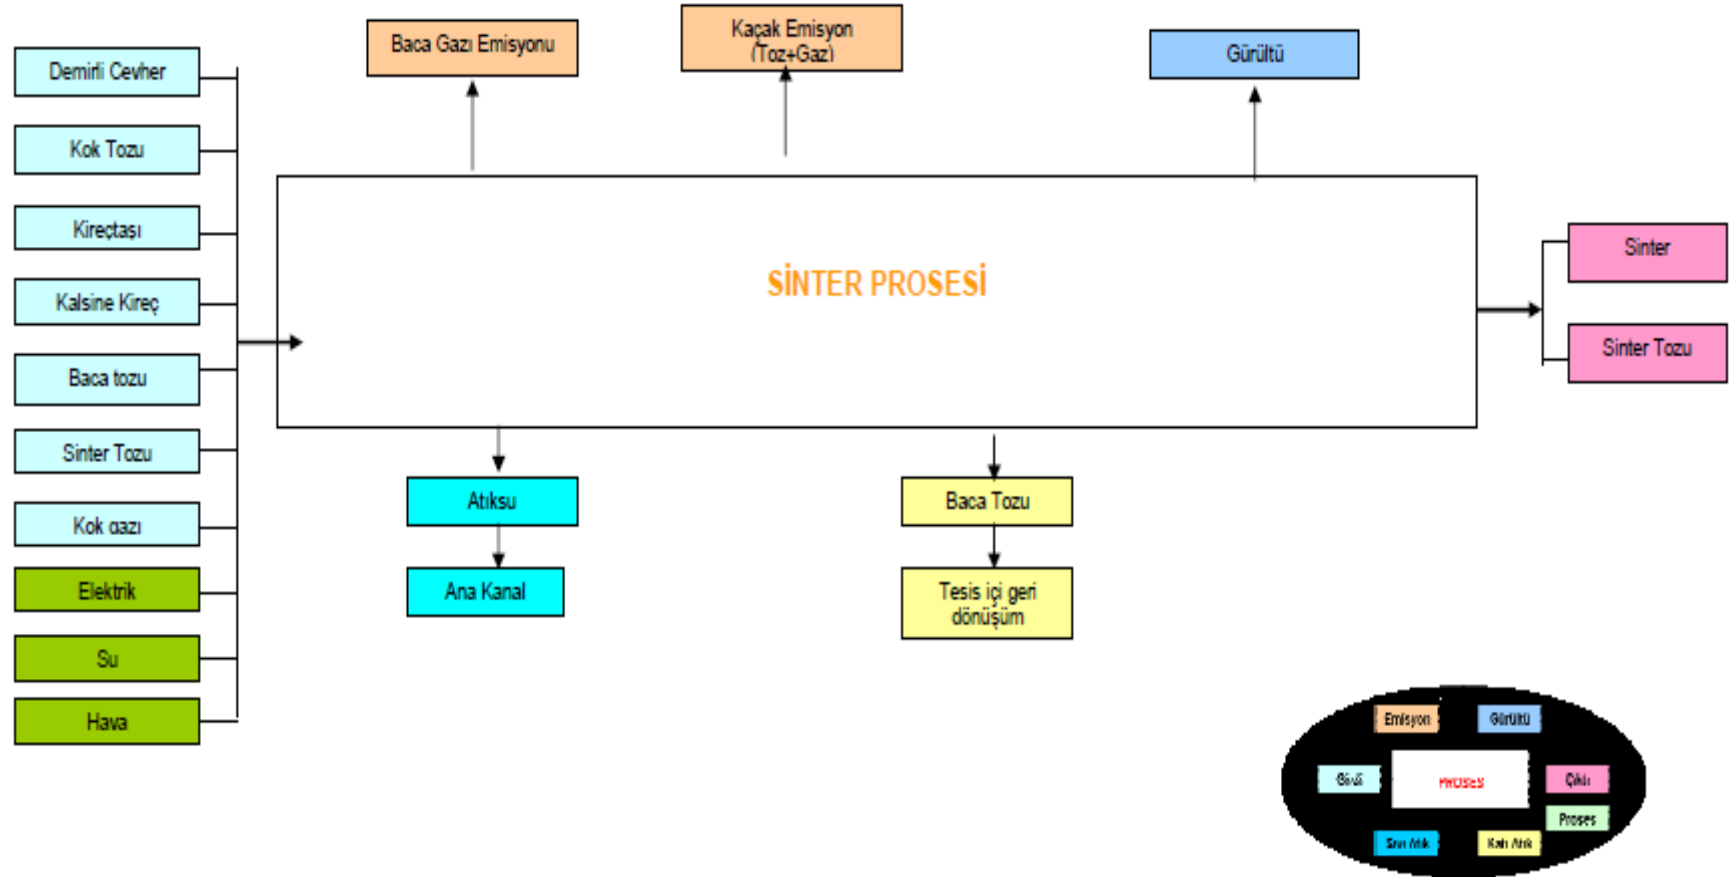 Demirli Cevher
Kok Tozu
Kireçtaşı
Kalsine Kireç
Baca tozu
Sinter Tozu
Kok gazı
Elektrik
Su
Hava
Baca Gazı Emisyonu
Kaçak Emisyon
(Toz+Gaz)
Gürültü
SİNTER PROSESİ
Sinter
Sinter Tozu
Atıksu
Ana Kanal
Baca Tozu
Tesis içi geri
dönüşüm
Emisyon
Gürültü
Girdi
PROSES
Çıktı
Proses
Sıvı Atık
Katı Atık